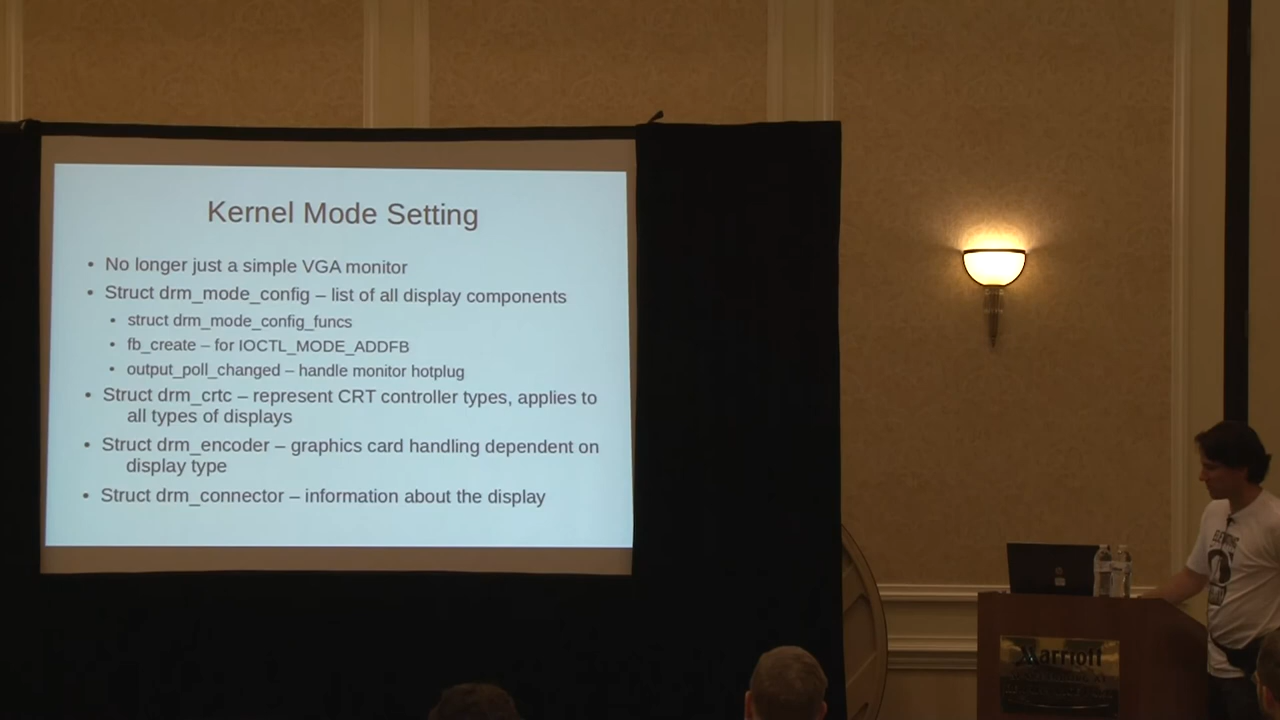 Kernel Mode Setting
• No longer just a simple VGA monitor
• Struct drm_mode_config – list of all display components
• struct drm_mode_config_funcs
• fb_create – for IOCTL_MODE_ADDFB
• output_poll_changed – handle monitor hotplug
• Struct drm_crtc – represent CRT controller types, applies to
all types of displays
• Struct drm_encoder – graphics card handling dependent on
display type
• Struct drm_connector – information about the display
Marriott